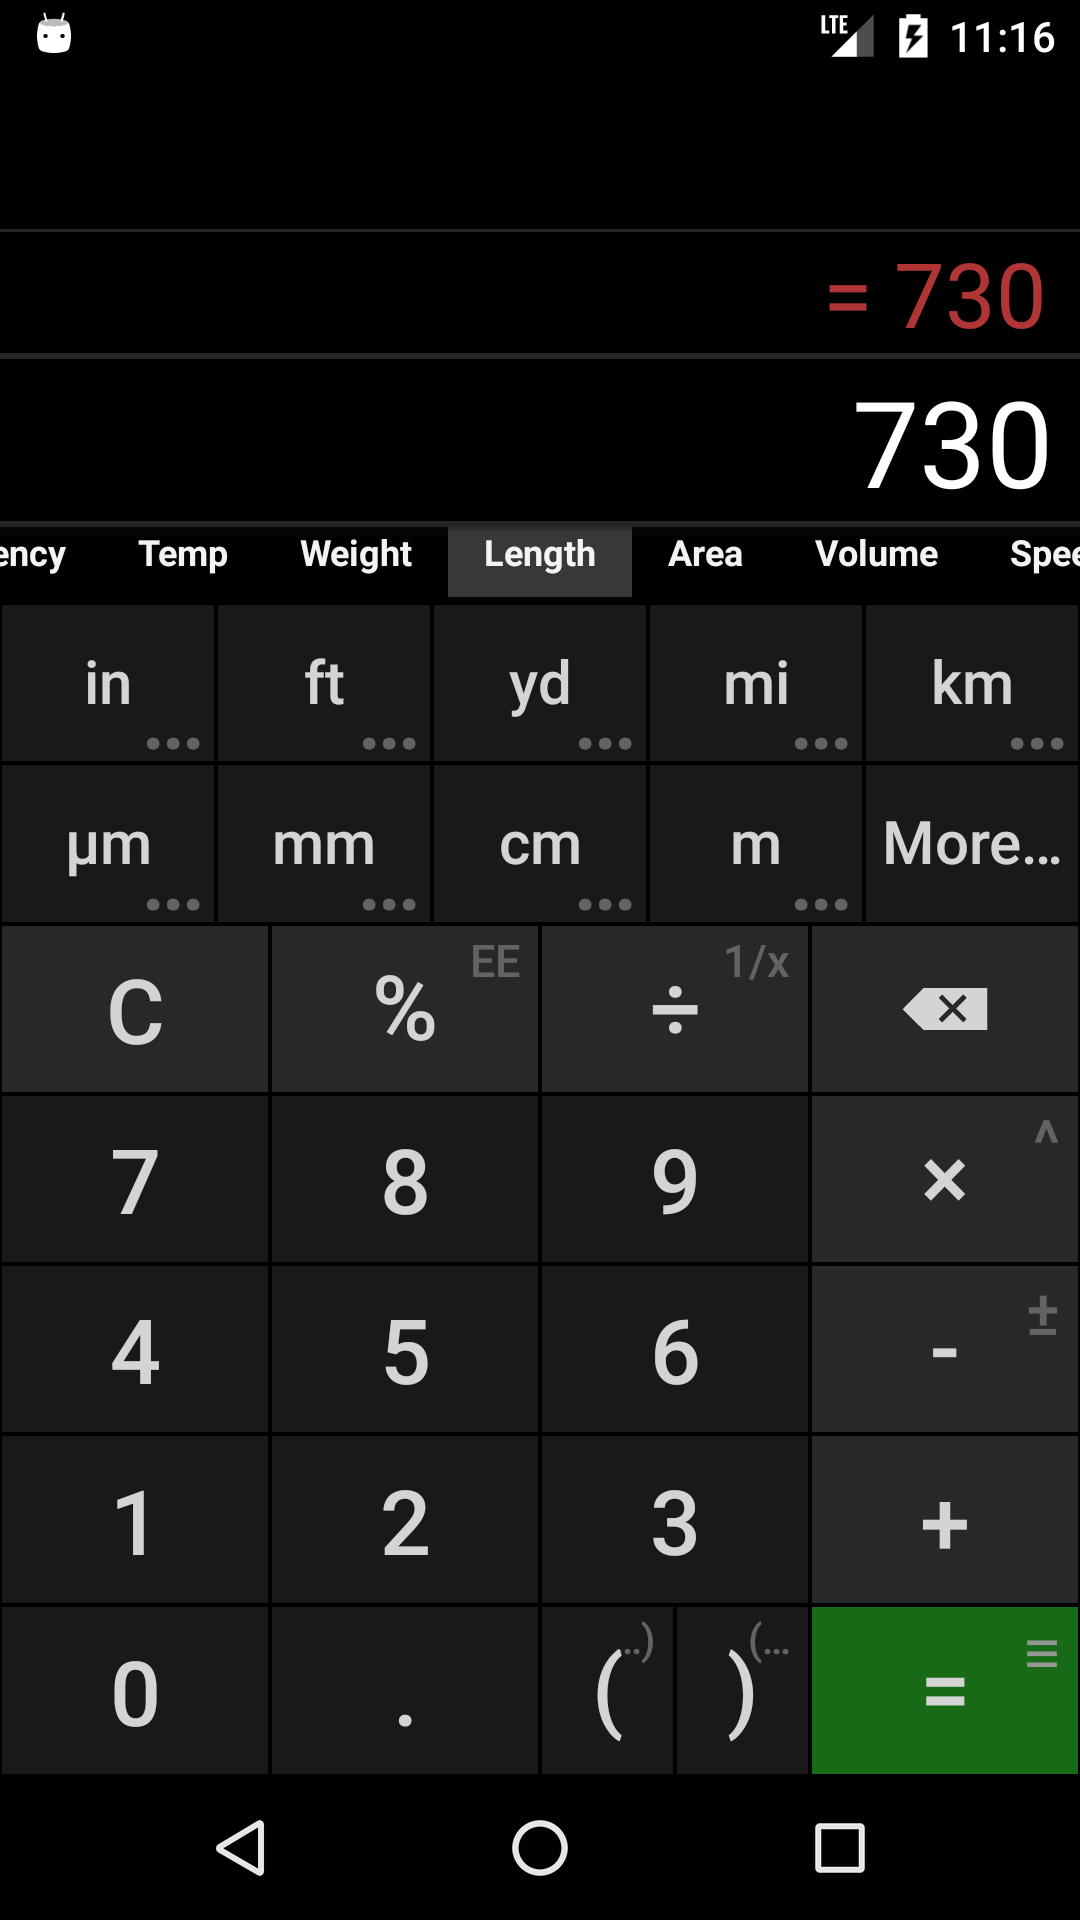 LTE 11:16
= 730
730
ency Temp Weight Length Area Volume Spee
in ft yd mi km
µm mm cm m More...
C % EE ÷ 1/x
7 8 9 × ^
4 5 6 - ±
1 2 3 +
0 . ( ..) ) (... =